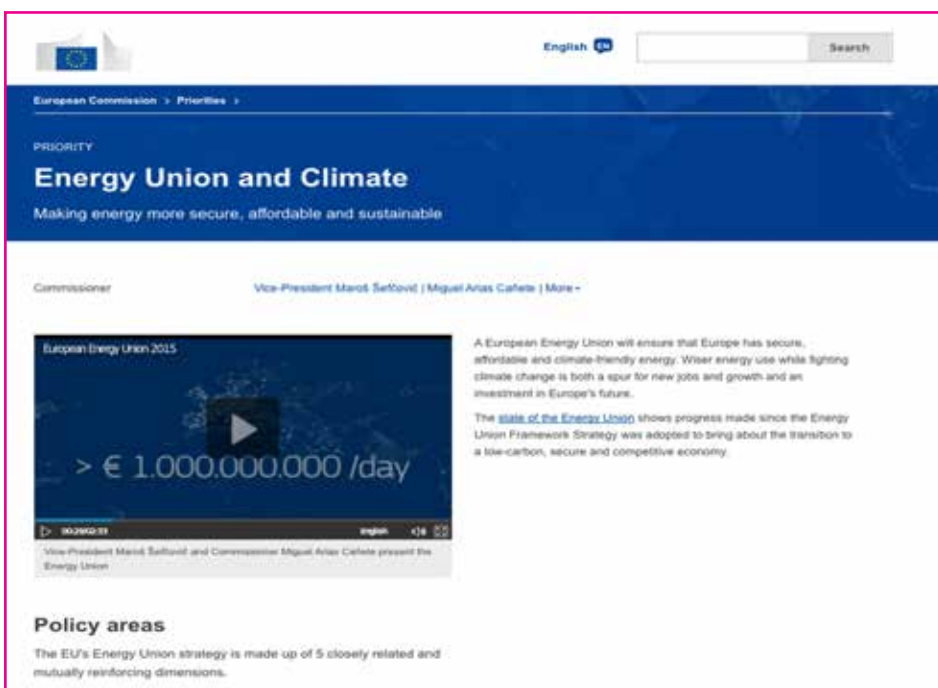 English EN
Search
European Commission > Priorities >
PRIORITY
Energy Union and Climate
Making energy more secure, affordable and sustainable
Commissioner
Vice-President Maroš Šefčovič | Miguel Arias Cañete | More
European Energy Union 2015
> € 1.000.000.000 /day
english
Vice-President Maroš Šefčovič and Commissioner Miguel Arias Cañete present the
Energy Union
A European Energy Union will ensure that Europe has secure,
affordable and climate-friendly energy. Wiser energy use while fighting
climate change is both a spur for new jobs and growth and an
investment in Europe's future.
The state of the Energy Union shows progress made since the Energy
Union Framework Strategy was adopted to bring about the transition to
a low-carbon, secure and competitive economy.
Policy areas
The EU's Energy Union strategy is made up of 5 closely related and
mutually reinforcing dimensions.